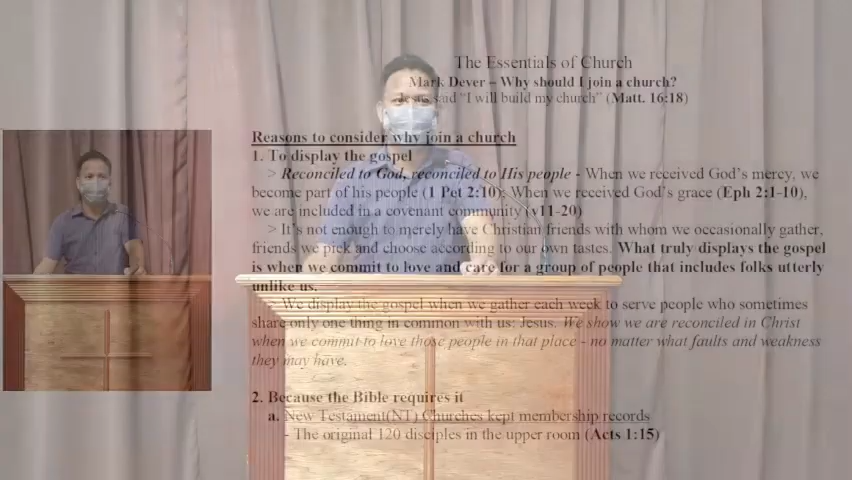 The Essentials of Church
Mark Dever – Why should I join a church?
Jesus said "I will build my church" (Matt. 16:18)
Reasons to consider why join a church
1. To display the gospel
> Reconciled to God, reconciled to His people - When we received God's mercy, we
become part of his people (1 Pet 2:10). When we received God's grace (Eph 2:1-10),
we are included in a covenant community (v11-20)
> It's not enough to merely have Christian friends with whom we occasionally gather,
friends we pick and choose according to our own tastes. What truly displays the gospel
is when we commit to love and care for a group of people that includes folks utterly
unlike us.
> We display the gospel when we gather each week to serve people who sometimes
share only one thing in common with us: Jesus. We show we are reconciled in Christ
when we commit to love those people in that place - no matter what faults and weakness
they may have.
2. Because the Bible requires it
a. New Testament(NT) Churches kept membership records
- The original 120 disciples in the upper room (Acts 1:15)